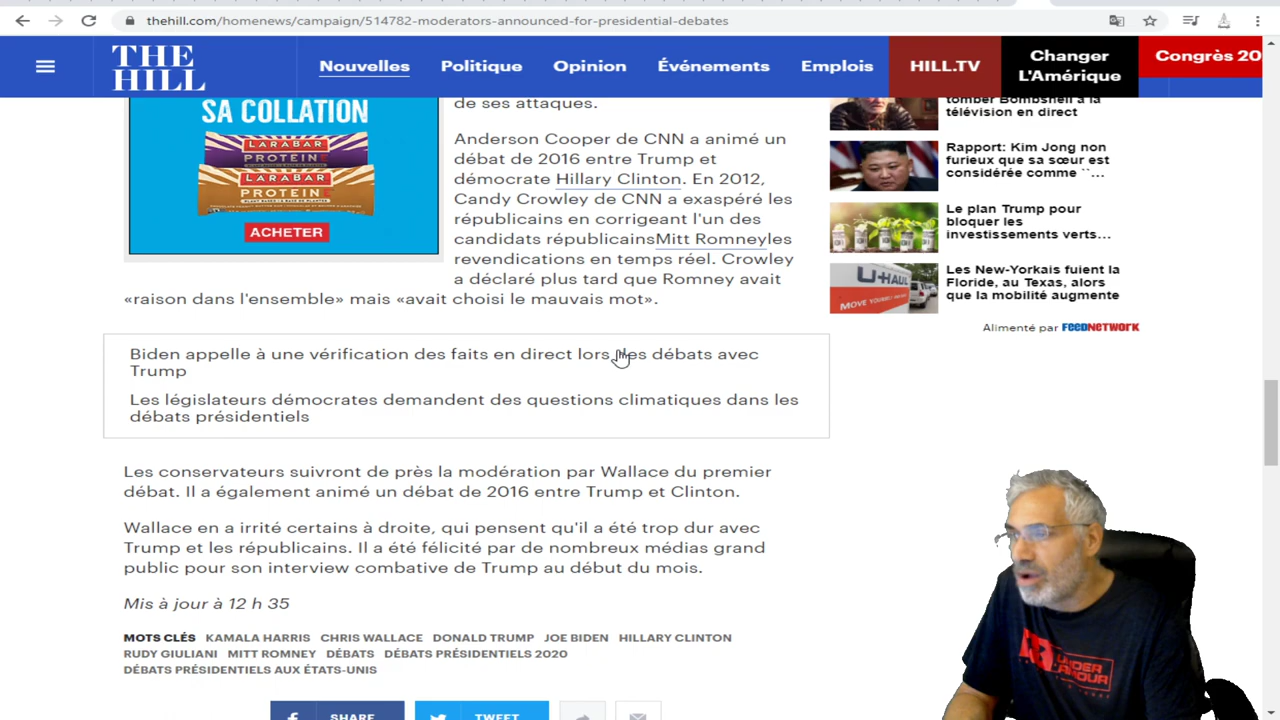 thehill.com/homenews/campaign/514782-moderators-announced-for-presidential-debates
THE
HILL
Nouvelles
Politique
Opinion
Événements
Emplois
HILL.TV
Changer
L'Amérique
Congrès 20
SA COLLATION
LARABAR
PROTEINE
LARABAR
PROTEINE
ACHETER
de ses attaques.
Anderson Cooper de CNN a animé un
débat de 2016 entre Trump et
démocrate Hillary Clinton. En 2012,
Candy Crowley de CNN a exaspéré les
républicains en corrigeant l'un des
candidats républicainsMitt Romneyles
revendications en temps réel. Crowley
a déclaré plus tard que Romney avait
«raison dans l'ensemble» mais «avait choisi le mauvais mot».
tomber Bombshell à la
télévision en direct
Rapport: Kim Jong non
furieux que sa sœur est
considérée comme ``...
Le plan Trump pour
bloquer les
investissements verts...
U-HAUL
MOVE YOURSELF
Les New-Yorkais fuient la
Floride, au Texas, alors
que la mobilité augmente
Alimenté par FEEDNETWORK
Biden appelle à une vérification des faits en direct lors des débats avec
Trump
Les législateurs démocrates demandent des questions climatiques dans les
débats présidentiels
Les conservateurs suivront de près la modération par Wallace du premier
débat. Il a également animé un débat de 2016 entre Trump et Clinton.
Wallace en a irrité certains à droite, qui pensent qu'il a été trop dur avec
Trump et les républicains. Il a été félicité par de nombreux médias grand
public pour son interview combative de Trump au début du mois.
Mis à jour à 12 h 35
MOTS CLÉS KAMALA HARRIS CHRIS WALLACE DONALD TRUMP JOE BIDEN HILLARY CLINTON
RUDY GIULIANI MITT ROMNEY DÉBATS DÉBATS PRÉSIDENTIELS 2020
DÉBATS PRÉSIDENTIELS AUX ÉTATS-UNIS
SHARE
TWEET
UNDER
ARMOUR